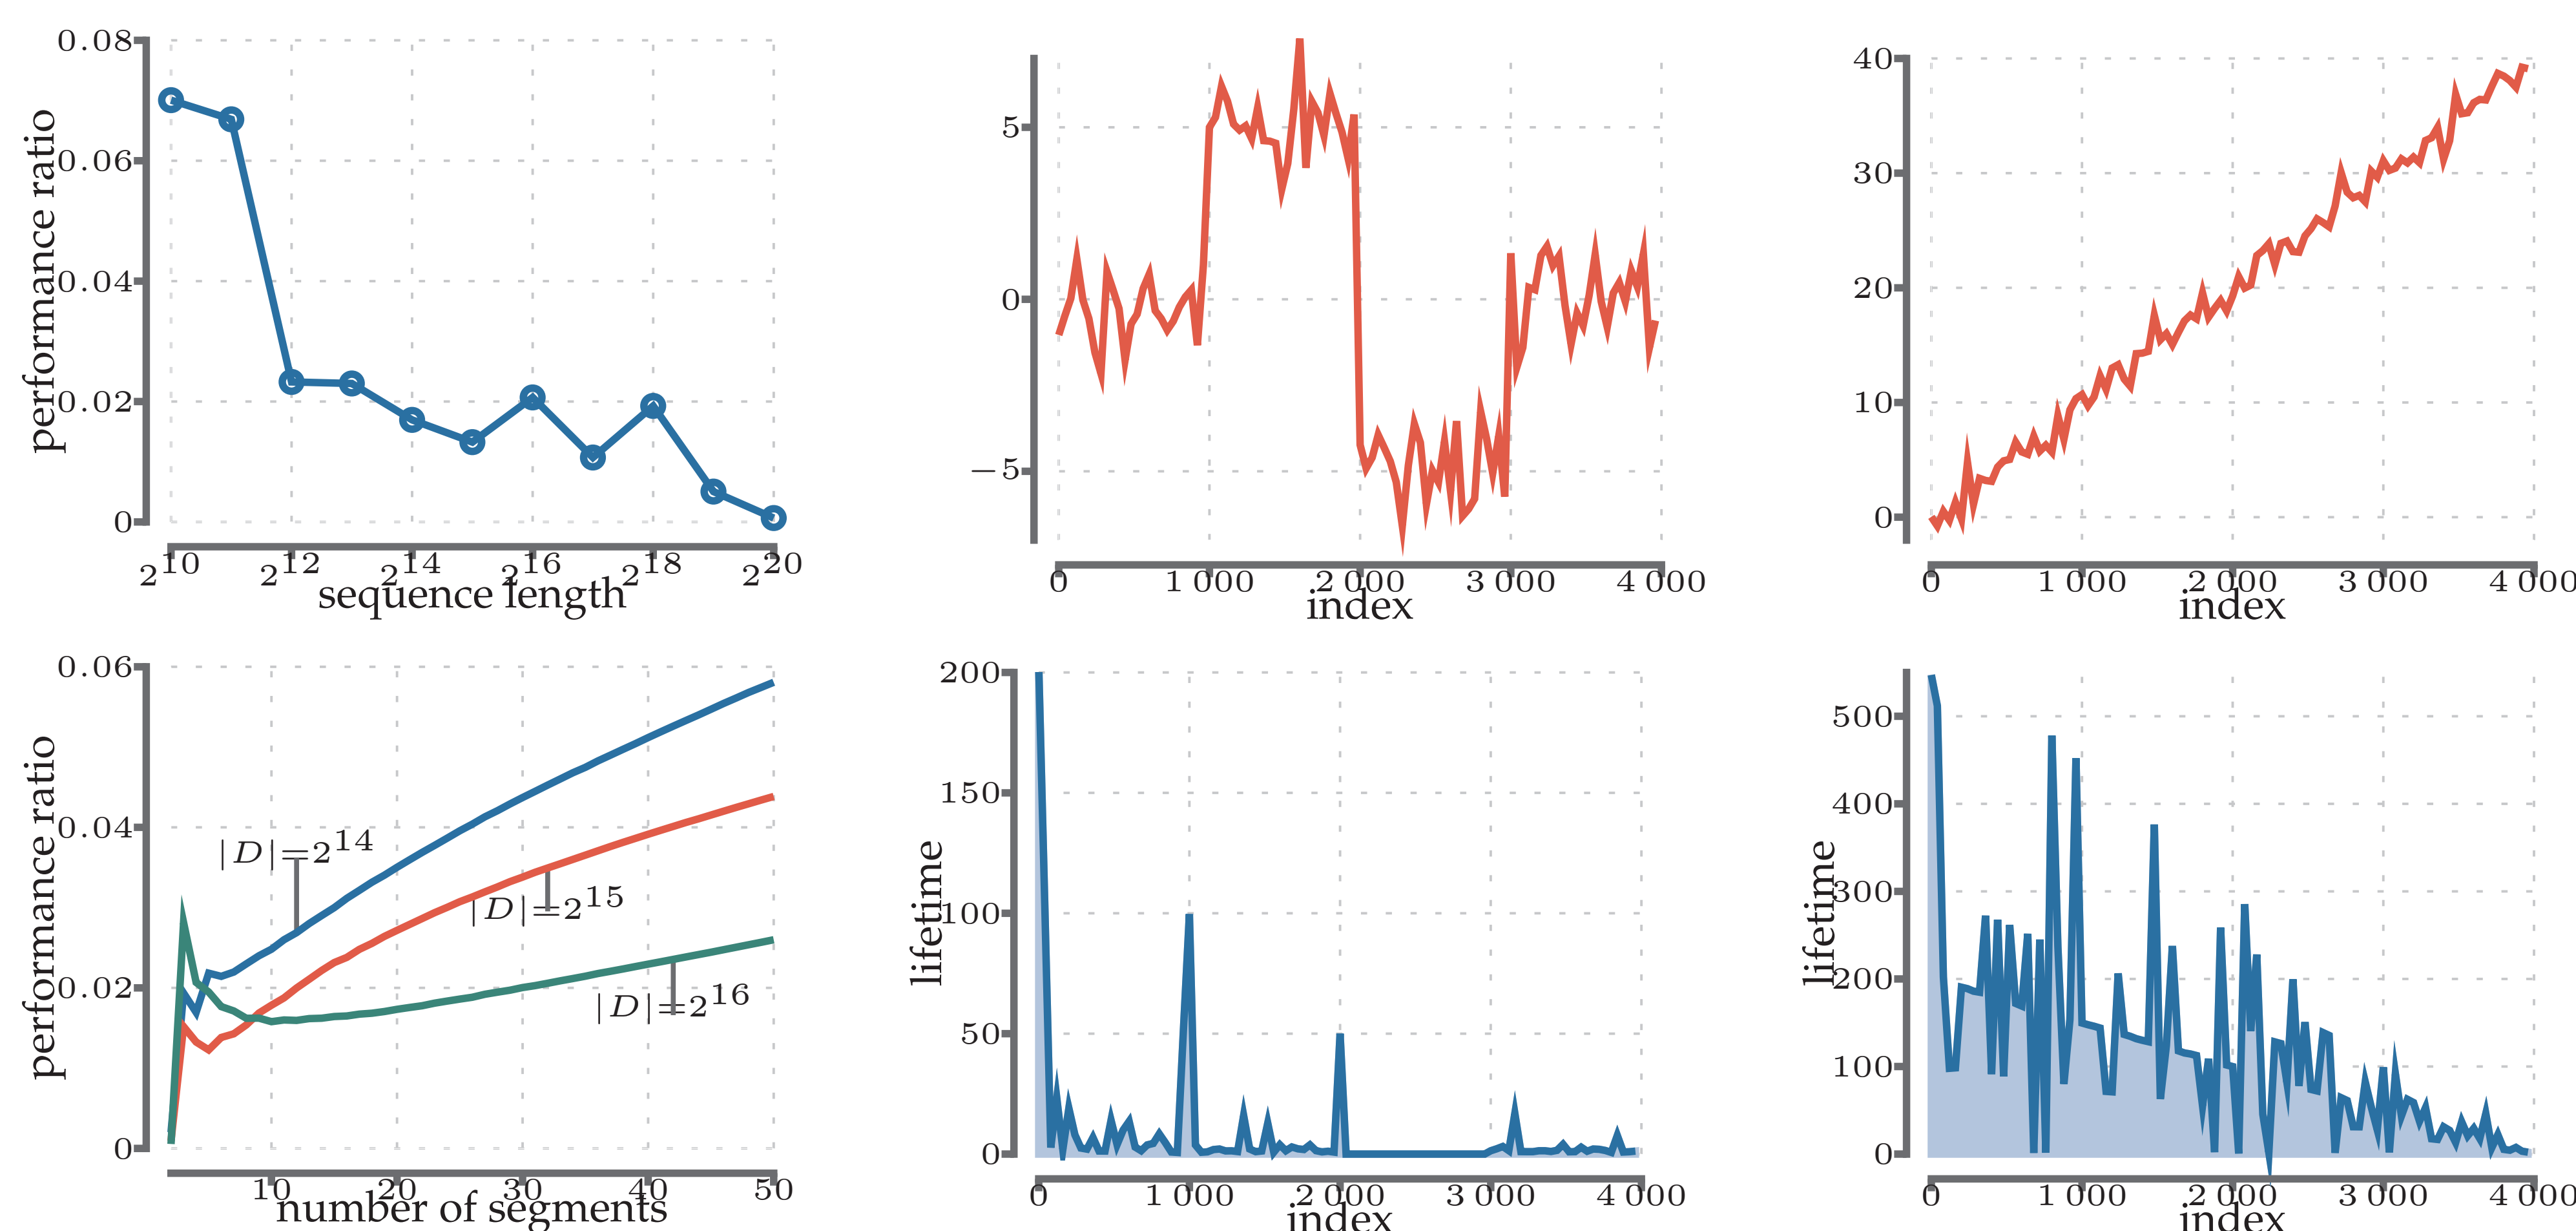 performance ratio
0.08
0.06
0.04
0.02
0
2^10 2^12 2^14 2^16 2^18 2^20
sequence length
5
0
−5
0 1 000 2 000 3 000 4 000
index
40
30
20
10
0
0 1 000 2 000 3 000 4 000
index
performance ratio
0.06
0.04
0.02
0
|D|=2^14
|D|=2^15
|D|=2^16
10 20 30 40 50
number of segments
lifetime
200
150
100
50
0
0 1 000 2 000 3 000 4 000
index
lifetime
500
400
300
200
100
0
0 1 000 2 000 3 000 4 000
index